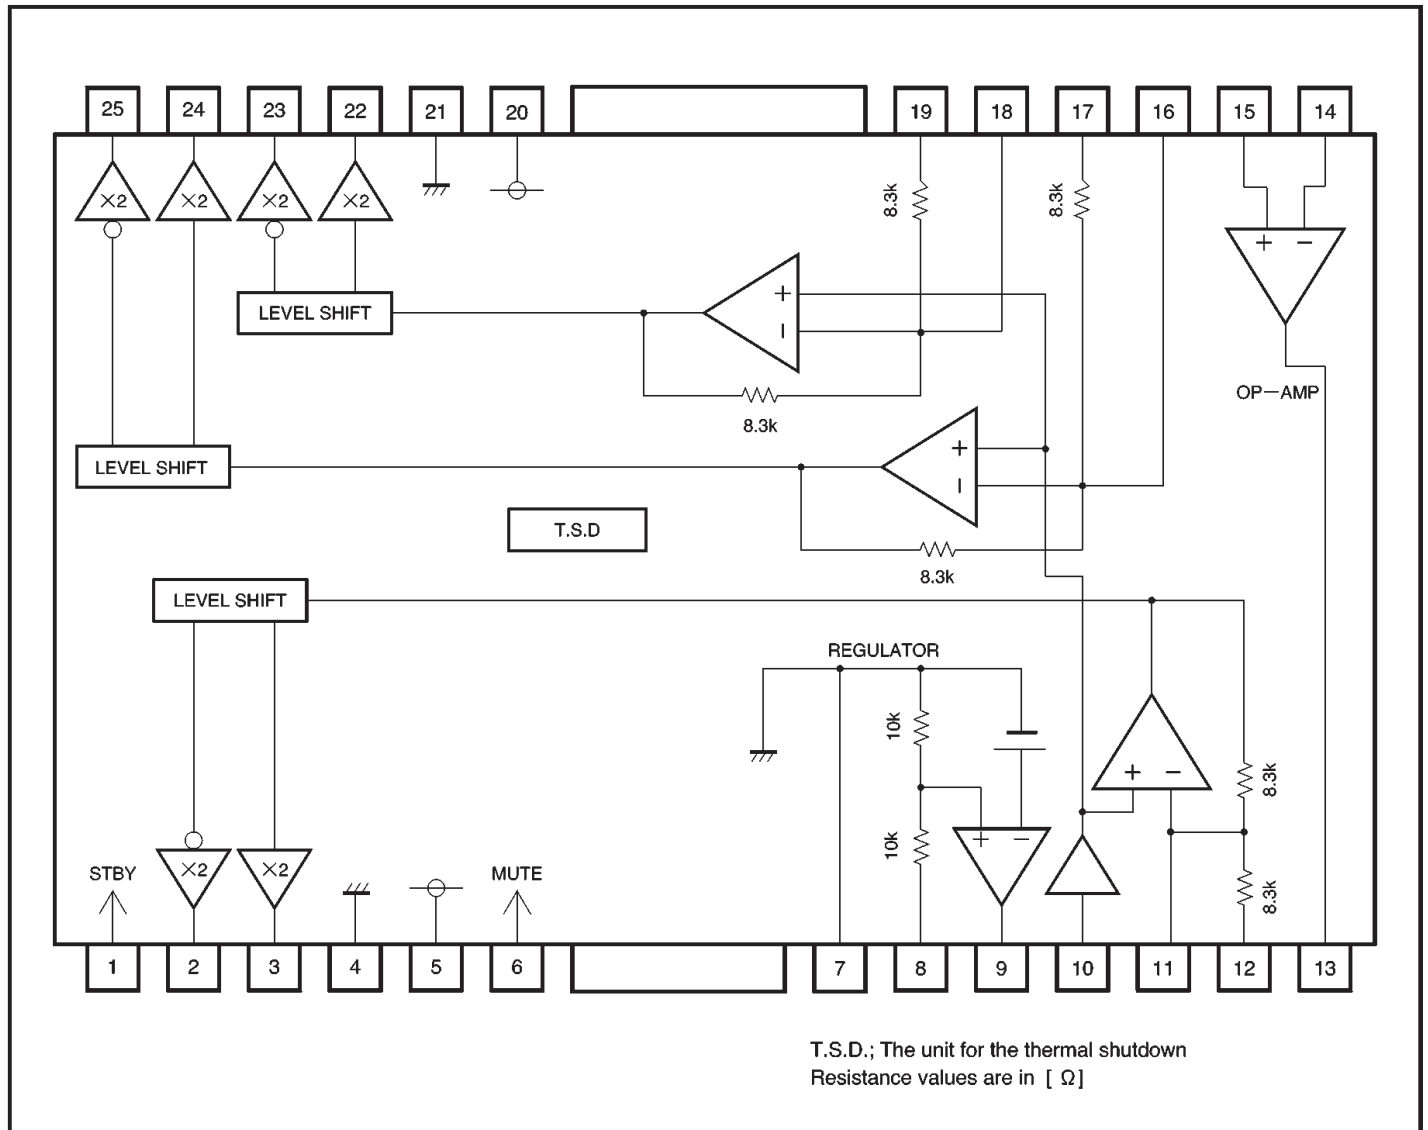 25 24 23 22 21 20 19 18 17 16 15 14
×2 ×2 ×2 ×2
8.3k 8.3k
+ −
+
−
LEVEL SHIFT
OP−AMP
8.3k
+
−
LEVEL SHIFT
T.S.D
8.3k
LEVEL SHIFT
REGULATOR
10k
+ −
8.3k
10k
+ −
×2 ×2
8.3k
STBY
MUTE
1 2 3 4 5 6 7 8 9 10 11 12 13
T.S.D.; The unit for the thermal shutdown
Resistance values are in [ Ω ]